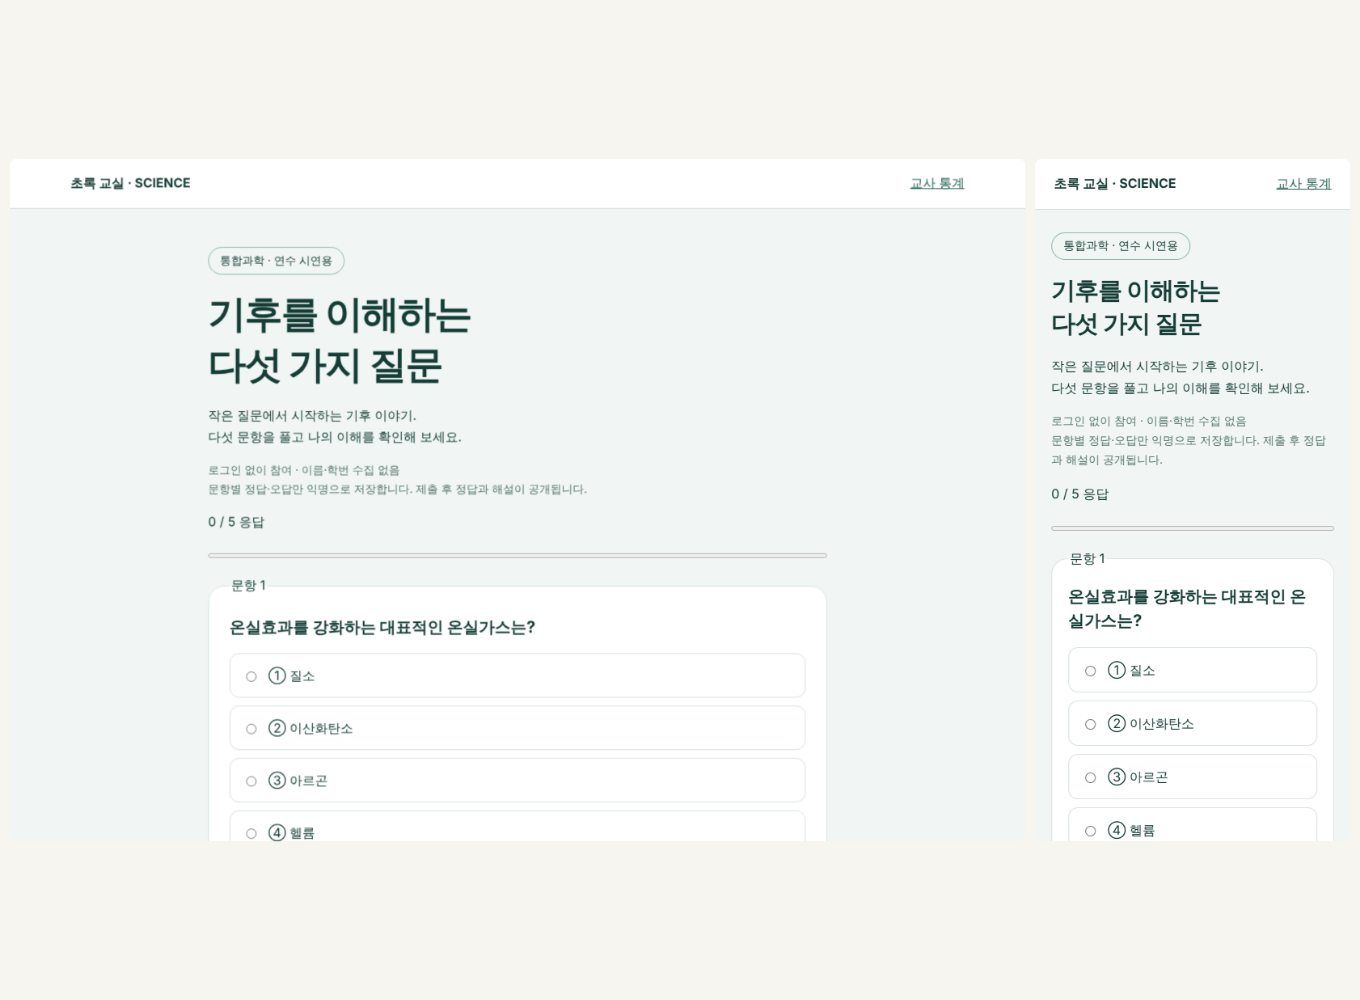 초록 교실 · SCIENCE
교사 통계
통합과학 · 연수 시연용
기후를 이해하는
다섯 가지 질문
작은 질문에서 시작하는 기후 이야기.
다섯 문항을 풀고 나의 이해를 확인해 보세요.
로그인 없이 참여 · 이름·학번 수집 없음
문항별 정답·오답만 익명으로 저장합니다. 제출 후 정답과 해설이 공개됩니다.
0 / 5 응답
문항 1
온실효과를 강화하는 대표적인 온실가스는?
① 질소
② 이산화탄소
③ 아르곤
④ 헬륨
초록 교실 · SCIENCE
교사 통계
통합과학 · 연수 시연용
기후를 이해하는
다섯 가지 질문
작은 질문에서 시작하는 기후 이야기.
다섯 문항을 풀고 나의 이해를 확인해 보세요.
로그인 없이 참여 · 이름·학번 수집 없음
문항별 정답·오답만 익명으로 저장합니다. 제출 후 정답
과 해설이 공개됩니다.
0 / 5 응답
문항 1
온실효과를 강화하는 대표적인 온
실가스는?
① 질소
② 이산화탄소
③ 아르곤
④ 헬륨